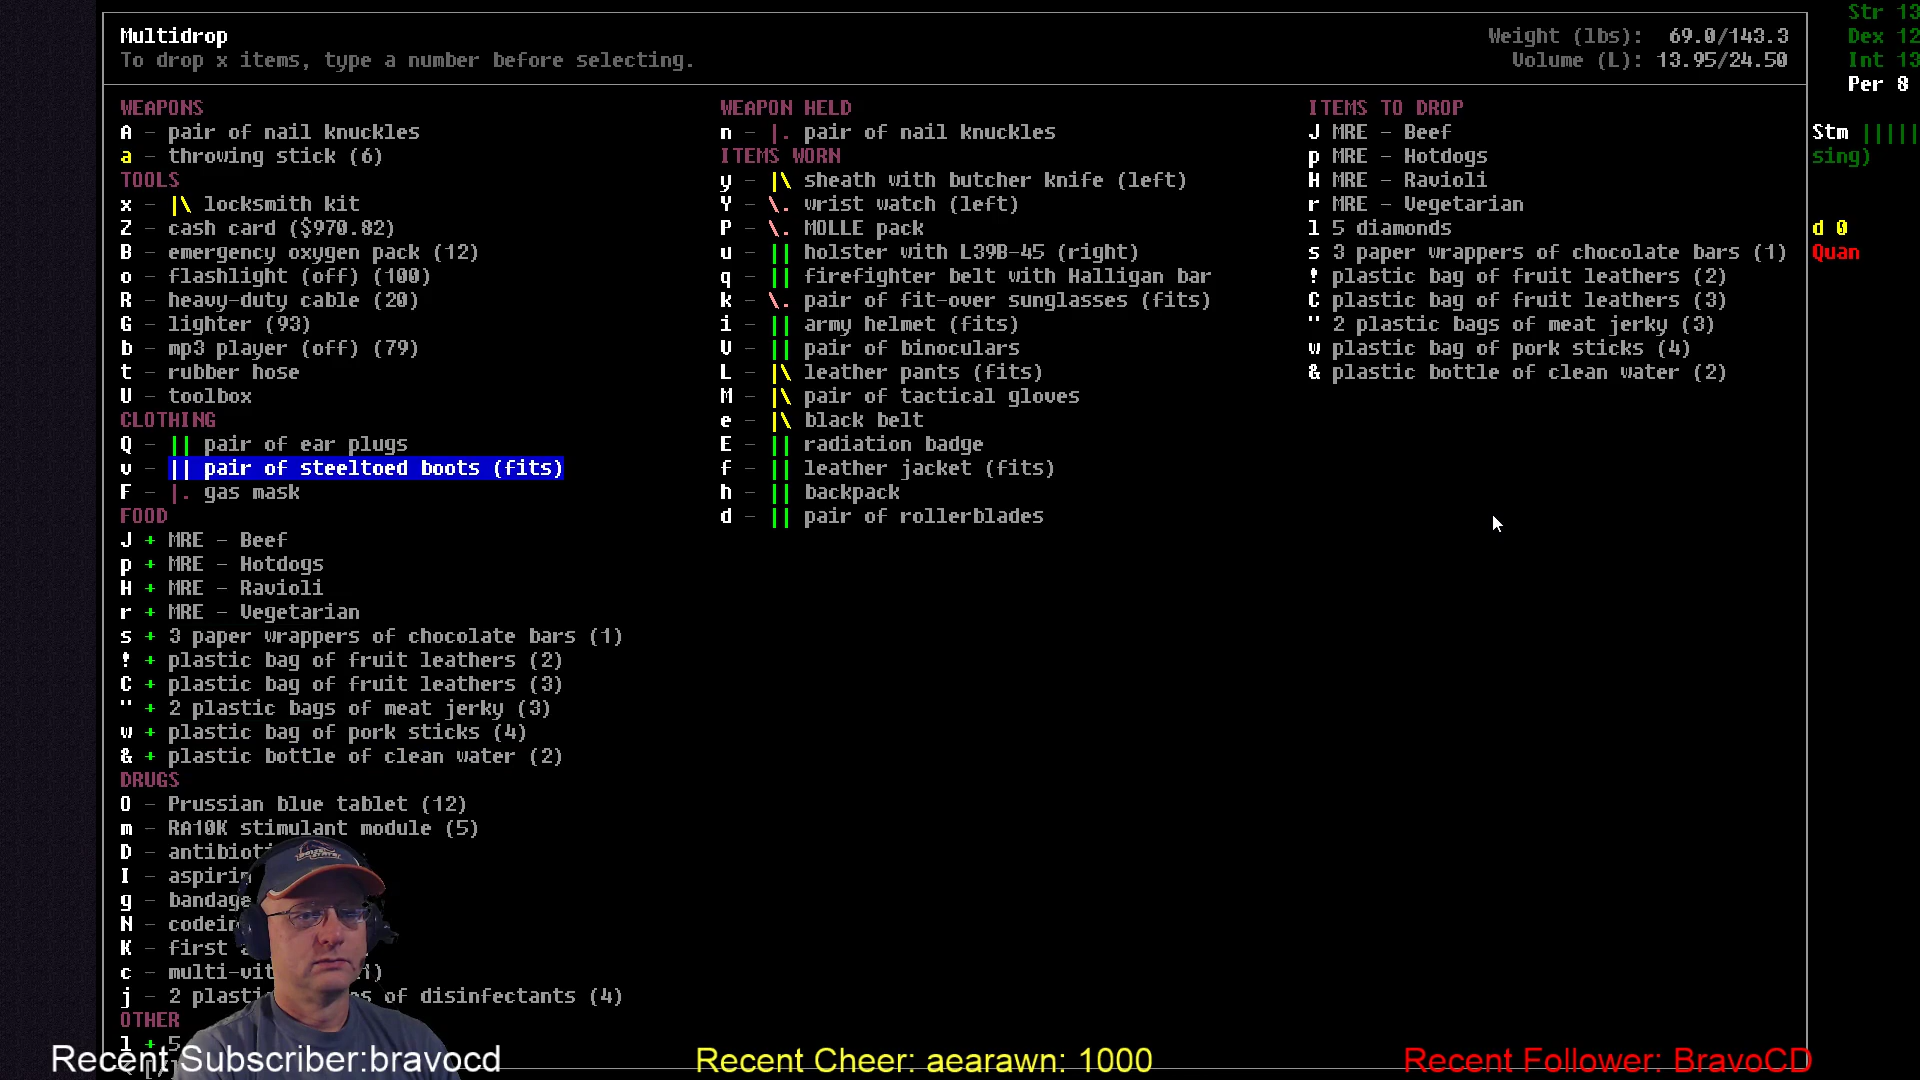 Multidrop
To drop x items, type a number before selecting.
Weight (lbs): 69.0/143.3
Volume (L): 13.95/24.50
WEAPONS
A - pair of nail knuckles
a - throwing stick (6)
TOOLS
x - |\ locksmith kit
Z - cash card ($970.82)
B - emergency oxygen pack (12)
o - flashlight (off) (100)
R - heavy-duty cable (20)
G - lighter (93)
b - mp3 player (off) (79)
t - rubber hose
U - toolbox
CLOTHING
Q - || pair of ear plugs
v - || pair of steeltoed boots (fits)
F - |. gas mask
FOOD
J + MRE - Beef
p + MRE - Hotdogs
H + MRE - Ravioli
r + MRE - Vegetarian
s + 3 paper wrappers of chocolate bars (1)
! + plastic bag of fruit leathers (2)
C + plastic bag of fruit leathers (3)
" + 2 plastic bags of meat jerky (3)
w + plastic bag of pork sticks (4)
& + plastic bottle of clean water (2)
DRUGS
O - Prussian blue tablet (12)
m - RA10K stimulant module (5)
D -
I -
g - bandage
N -
K - first
c -
j - 2 of disinfectants (4)
OTHER
l + 5
WEAPON HELD
n - |. pair of nail knuckles
ITEMS WORN
y - |\ sheath with butcher knife (left)
Y - \. wrist watch (left)
P - \. MOLLE pack
u - || holster with L39B-45 (right)
q - || firefighter belt with Halligan bar
k - \. pair of fit-over sunglasses (fits)
i - || army helmet (fits)
V - || pair of binoculars
L - |\ leather pants (fits)
M - |\ pair of tactical gloves
e - |\ black belt
E - || radiation badge
f - || leather jacket (fits)
h - || backpack
d - || pair of rollerblades
ITEMS TO DROP
J MRE - Beef
p MRE - Hotdogs
H MRE - Ravioli
r MRE - Vegetarian
l 5 diamonds
s 3 paper wrappers of chocolate bars (1)
! plastic bag of fruit leathers (2)
C plastic bag of fruit leathers (3)
" 2 plastic bags of meat jerky (3)
w plastic bag of pork sticks (4)
& plastic bottle of clean water (2)
Str 13
Dex 12
Int 13
Per 8
Stm |||||
sing)
d 0
Quan
Recent Subscriber:bravocd
Recent Cheer: aearawn: 1000
Recent Follower: BravoCD